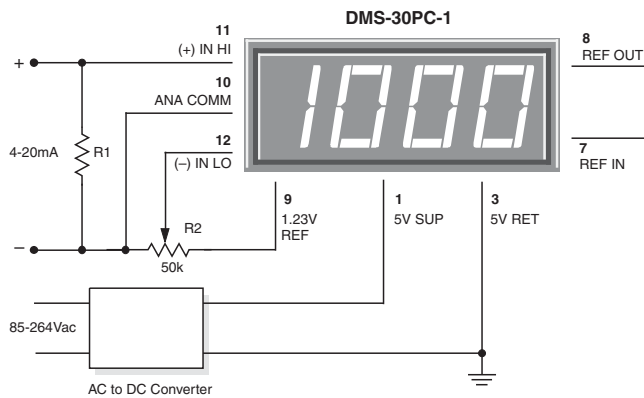 DMS-30PC-1
11
(+) IN HI
+
10
ANA COMM
12
(–) IN LO
4-20mA
R1
1000
8
REF OUT
7
REF IN
9
1.23V
REF
1
5V SUP
3
5V RET
–
R2
50k
85-264Vac
AC to DC Converter